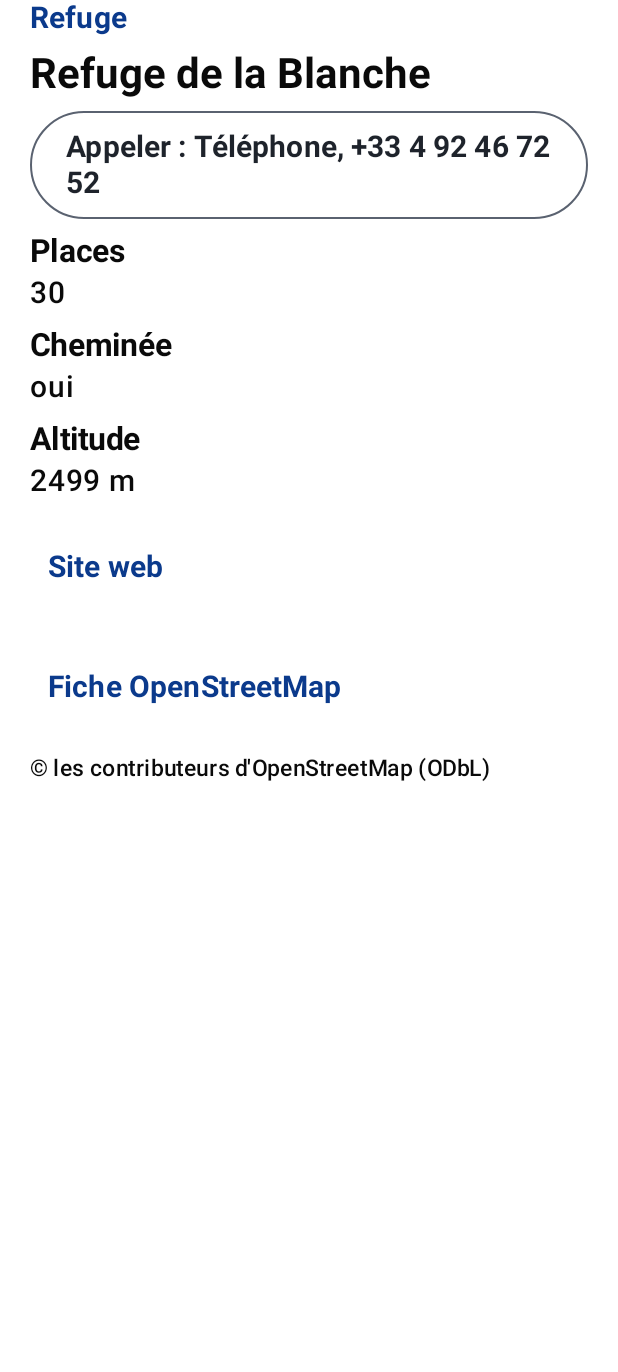 Refuge
Refuge de la Blanche
Appeler : Téléphone, +33 4 92 46 72
52
Places
30
Cheminée
oui
Altitude
2499 m
Site web
Fiche OpenStreetMap
© les contributeurs d'OpenStreetMap (ODbL)